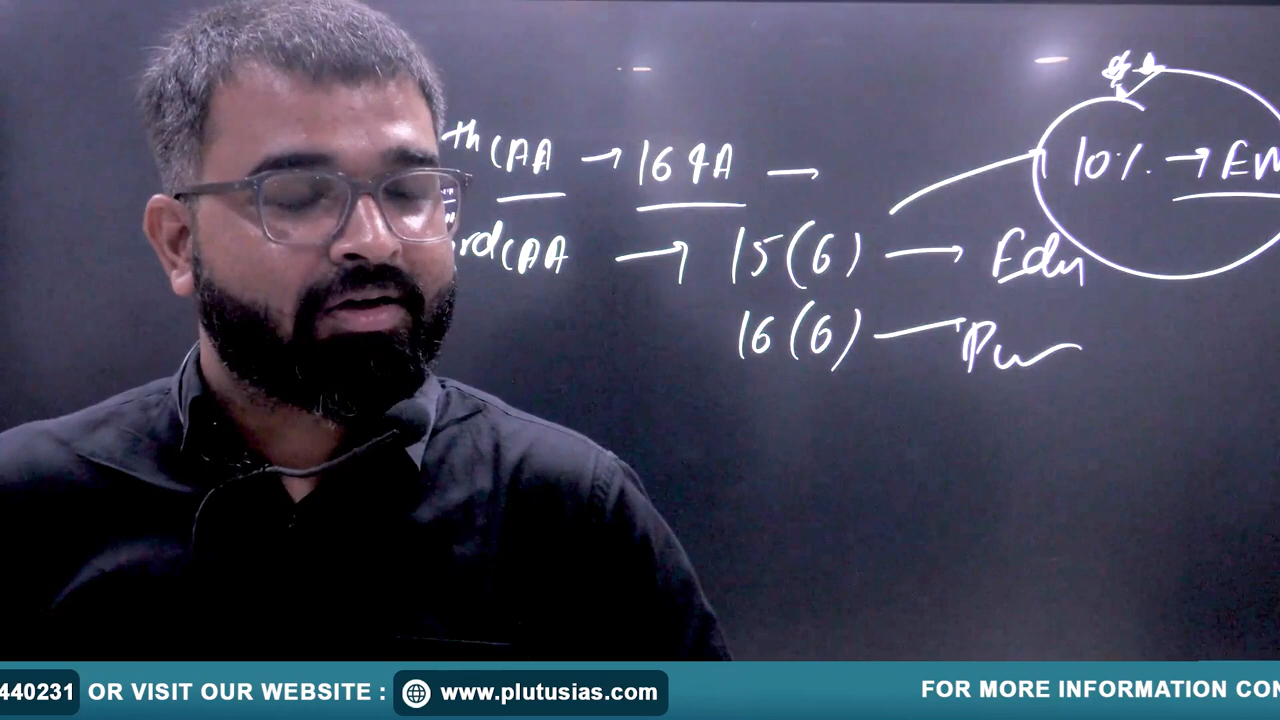 th CAA → 164A →
10% → EW
rd CAA → 15(6) → Edu
16(6) →
440231 OR VISIT OUR WEBSITE : www.plutusias.com FOR MORE INFORMATION CON